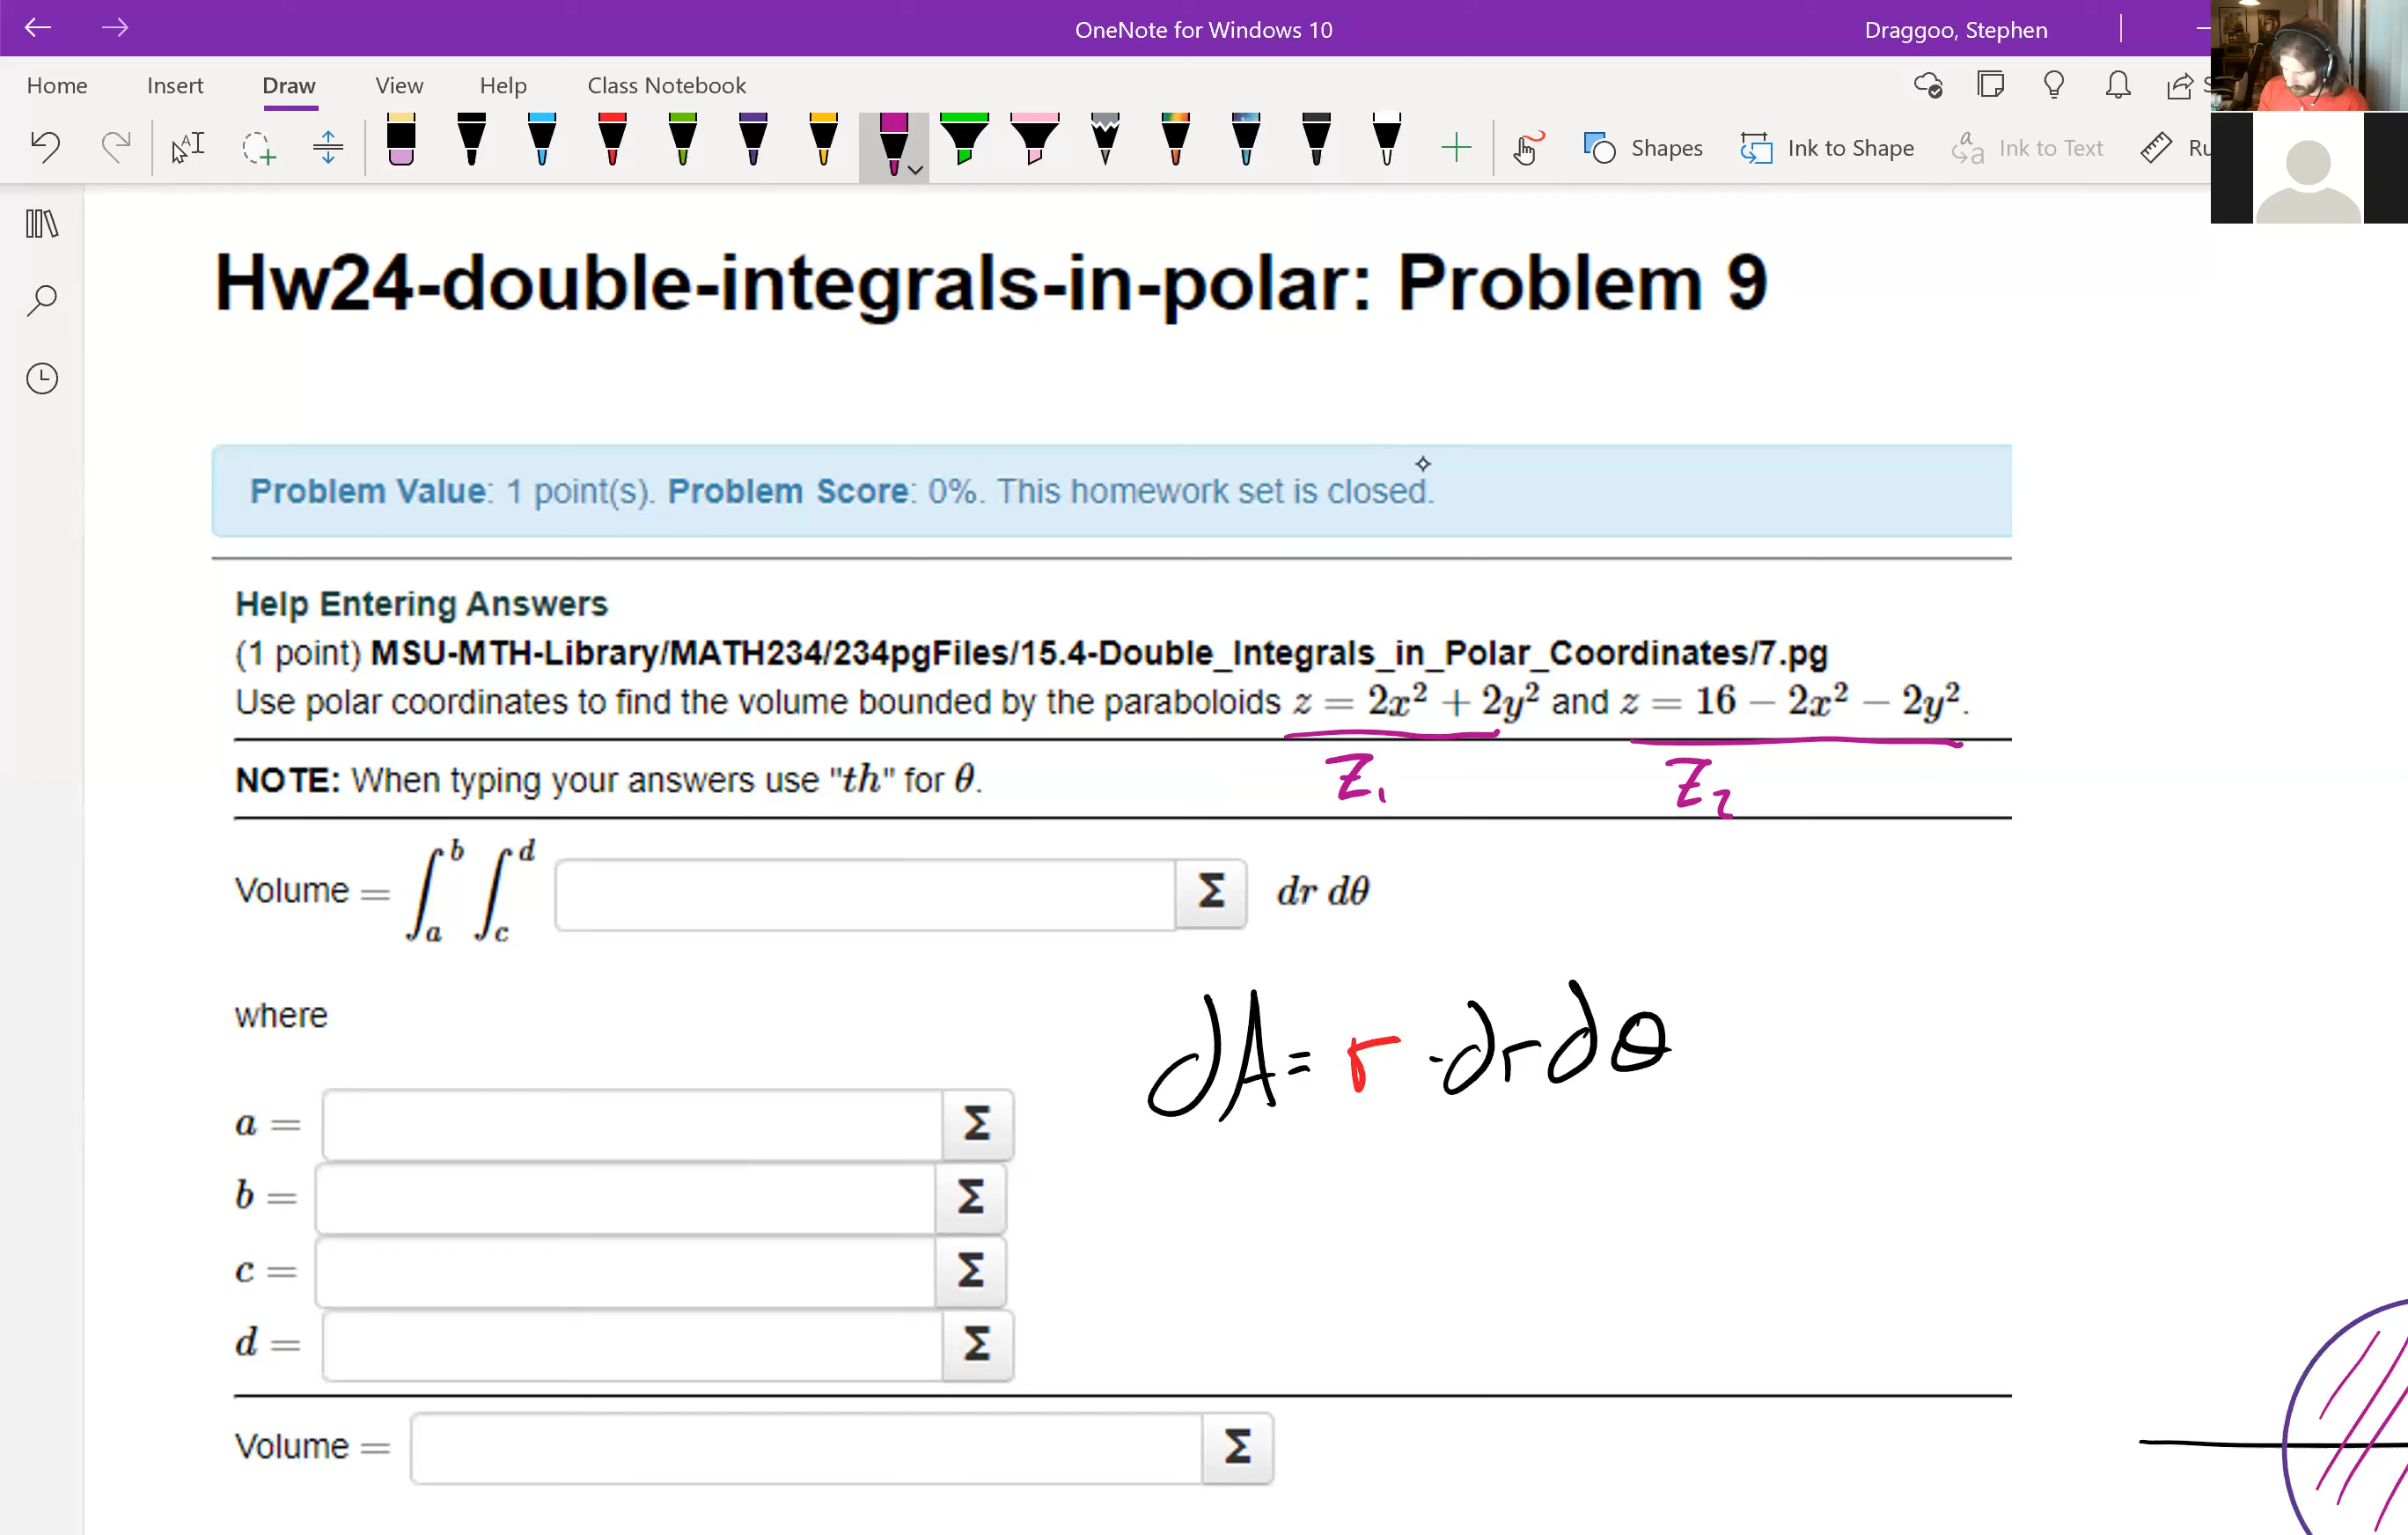 OneNote for Windows 10
Draggoo, Stephen
Home Insert Draw View Help Class Notebook
Shapes Ink to Shape Ink to Text Ru
Hw24-double-integrals-in-polar: Problem 9
Problem Value: 1 point(s). Problem Score: 0%. This homework set is closed.
Help Entering Answers
(1 point) MSU-MTH-Library/MATH234/234pgFiles/15.4-Double_Integrals_in_Polar_Coordinates/7.pg
Use polar coordinates to find the volume bounded by the paraboloids z = 2x² + 2y² and z = 16 − 2x² − 2y².
z₁ z₂
NOTE: When typing your answers use "th" for θ.
Volume = ∫_a^b ∫_c^d Σ dr dθ
where
dA = r · dr dθ
a = Σ
b = Σ
c = Σ
d = Σ
Volume = Σ